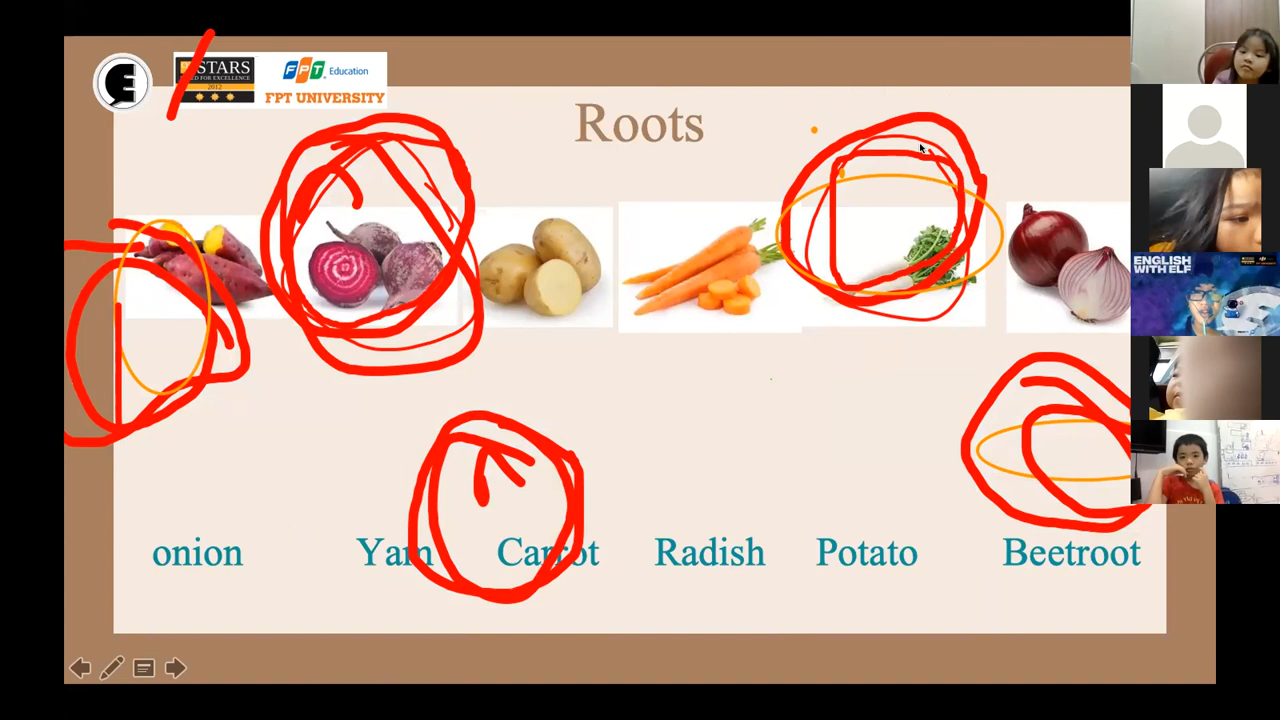 STARS
FOR EXCELLENCE
2012
FPT Education
FPT UNIVERSITY
Roots
ENGLISH
WITH ELF
onion Yam Carrot Radish Potato Beetroot